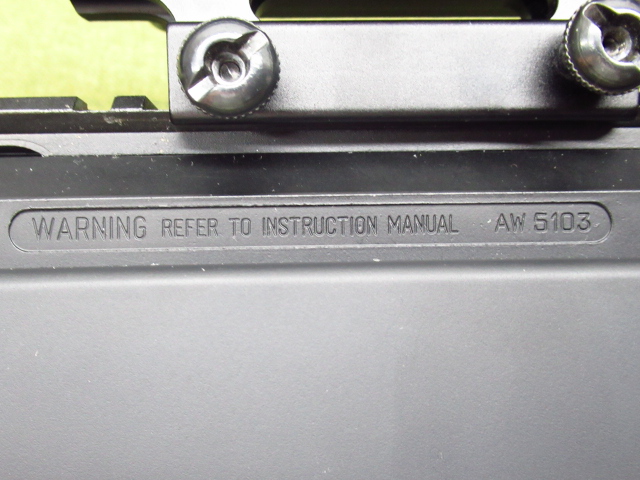 WARNING REFER TO INSTRUCTION MANUAL AW 5103